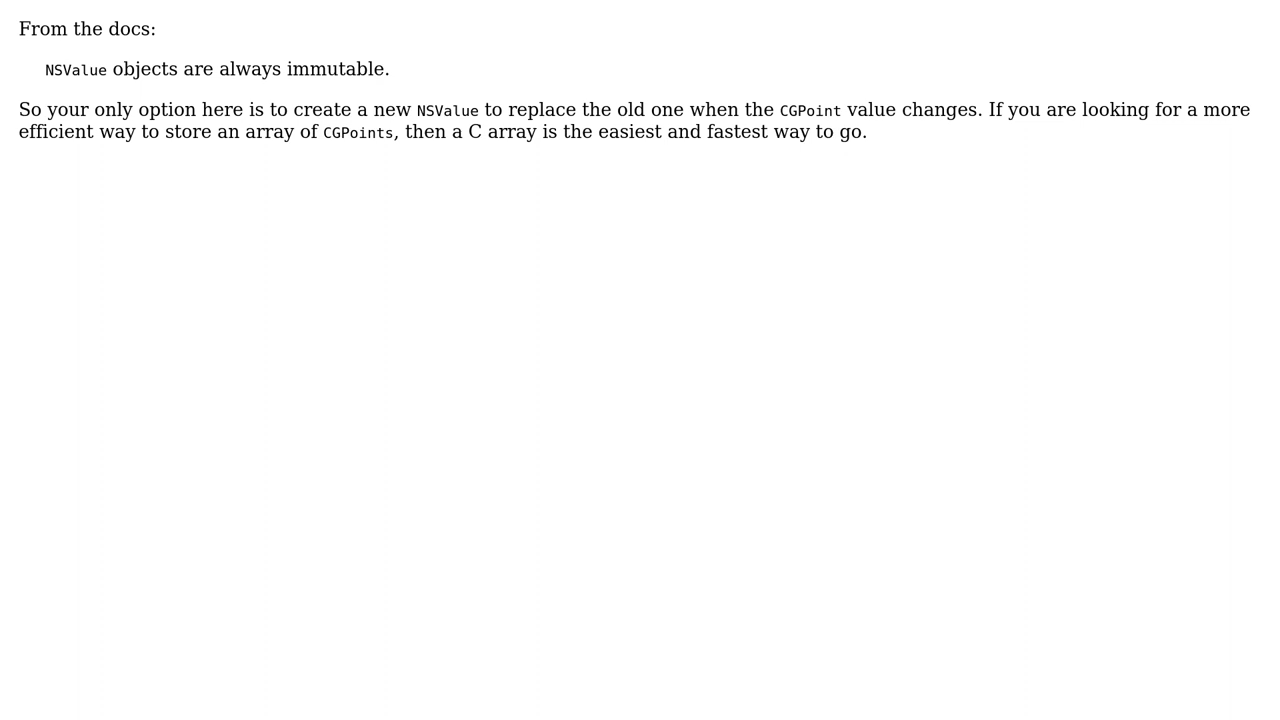 From the docs:
NSValue objects are always immutable.
So your only option here is to create a new NSValue to replace the old one when the CGPoint value changes. If you are looking for a more
efficient way to store an array of CGPoints, then a C array is the easiest and fastest way to go.